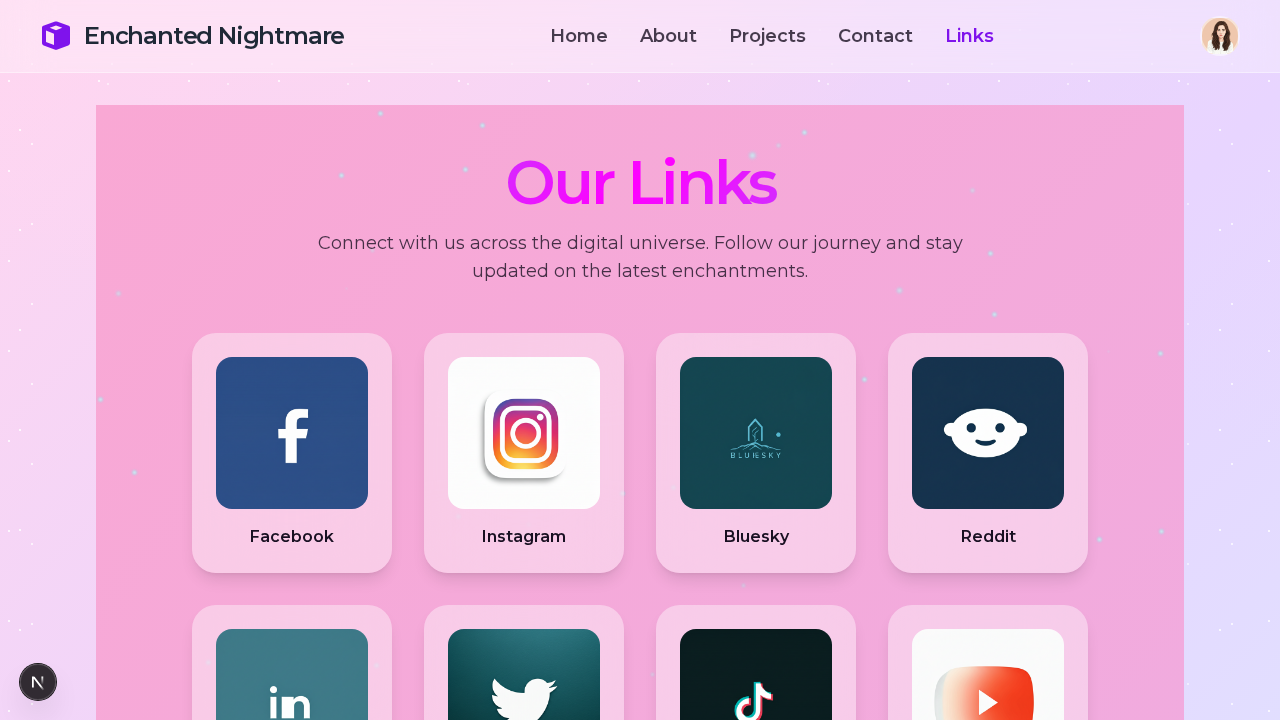 Enchanted Nightmare
Home About Projects Contact Links
Our Links
Connect with us across the digital universe. Follow our journey and stay
updated on the latest enchantments.
f
BLUESKY
Facebook Instagram Bluesky Reddit
in
N